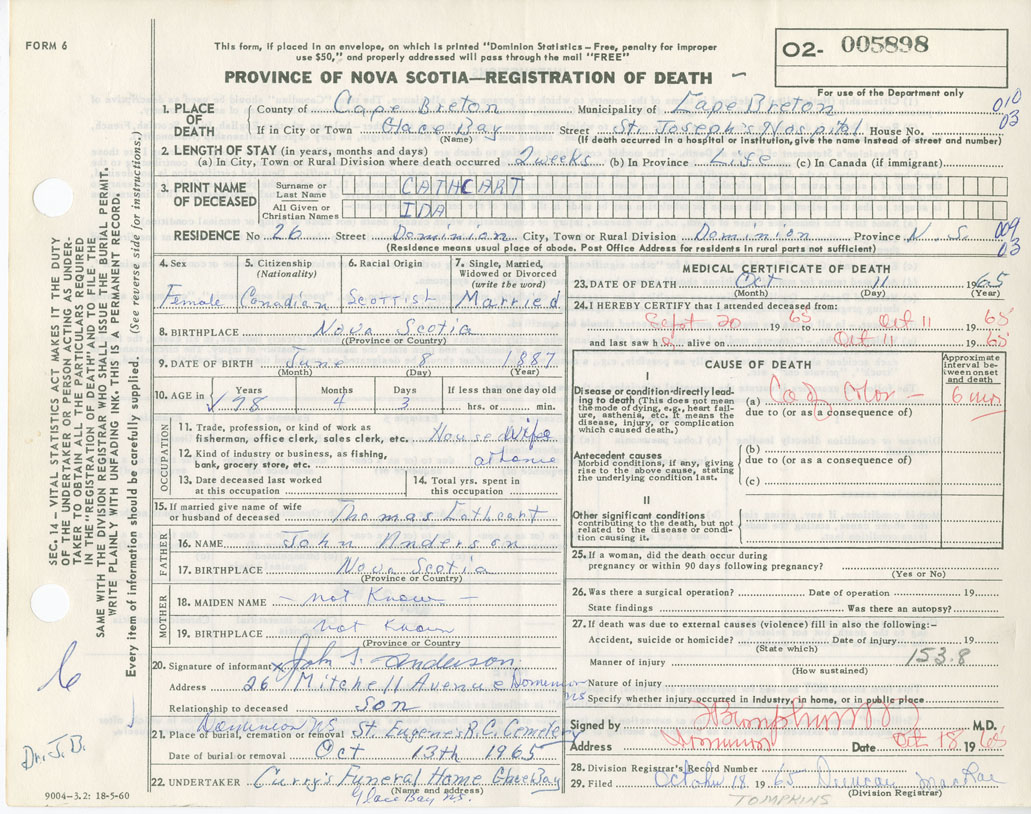 FORM 6
This form, if placed in an envelope, on which is printed "Dominion Statistics – Free, penalty for improper
use $50," and properly addressed will pass through the mail "FREE"
O2- 005898
PROVINCE OF NOVA SCOTIA—REGISTRATION OF DEATH
For use of the Department only
010
03
1. PLACE OF DEATH
County of Cape Breton Municipality of Cape Breton
If in City or Town Glace Bay Street St. Joseph's Hospital House No.
(Name) (If death occurred in a hospital or institution, give the name instead of street and number)
2. LENGTH OF STAY (in years, months and days)
(a) In City, Town or Rural Division where death occurred 2 weeks (b) In Province Life (c) In Canada (if immigrant)
3. PRINT NAME OF DECEASED
Surname or Last Name CATHCART
All Given or Christian Names IDA
RESIDENCE No 26 Street Dominion City, Town or Rural Division Dominion Province N.S. 009
03
(Residence means usual place of abode. Post Office Address for residents in rural parts not sufficient)
4. Sex Female
5. Citizenship (Nationality) Canadian
6. Racial Origin Scottish
7. Single, Married, Widowed or Divorced (write the word) Married
8. BIRTHPLACE Nova Scotia
(Province or Country)
9. DATE OF BIRTH June 8 1887
(Month) (Day) (Year)
10. AGE in Years 78 Months 4 Days 3 If less than one day old hrs. or min.
OCCUPATION
11. Trade, profession or kind of work as
fisherman, office clerk, sales clerk, etc. House Wife
12. Kind of industry or business, as fishing,
bank, grocery store, etc. at home
13. Date deceased last worked
at this occupation
14. Total yrs. spent in
this occupation
15. If married give name of wife
or husband of deceased Thomas Cathcart
FATHER
16. NAME John Anderson
17. BIRTHPLACE Nova Scotia
(Province or Country)
MOTHER
18. MAIDEN NAME – not Know –
19. BIRTHPLACE not Known
(Province or Country)
20. Signature of informant x John T. Anderson
Address 26 Mitchell Avenue Dominion
NS
Relationship to deceased son
Dominion NS
21. Place of burial, cremation or removal St. Eugene's R.C. Cemetery
Date of burial or removal Oct 13th 1965
22. UNDERTAKER Curry's Funeral Home Glace Bay
(Name and address)
Glace Bay NS.
9004-3.2: 18-5-60
MEDICAL CERTIFICATE OF DEATH
23. DATE OF DEATH Oct 11 1965
(Month) (Day) (Year)
24. I HEREBY CERTIFY that I attended deceased from:
Sept 20 1965 to Oct 11 1965
and last saw h alive on Oct 11 1965
CAUSE OF DEATH
Approximate interval between onset and death
I
Disease or condition directly leading to death (This does not mean the mode of dying, e.g., heart failure, asthenia, etc. It means the disease, injury, or complication which caused death.)
(a) Ca of Colon – 6 mos
due to (or as a consequence of)
Antecedent causes
Morbid conditions, if any, giving rise to the above cause, stating the underlying condition last.
(b)
due to (or as a consequence of)
(c)
II
Other significant conditions
contributing to the death, but not related to the disease or condition causing it.
25. If a woman, did the death occur during
pregnancy or within 90 days following pregnancy?
(Yes or No)
26. Was there a surgical operation? Date of operation 19
State findings Was there an autopsy?
27. If death was due to external causes (violence) fill in also the following:–
Accident, suicide or homicide? Date of injury 19
(State which)
153.8
Manner of injury
(How sustained)
Nature of injury
Specify whether injury occurred in Industry, in home, or in public place
Signed by M.D.
Address Dominion Date Oct 18 1965
28. Division Registrar's Record Number
29. Filed October 18 1965 Duncan MacRae
(Division Registrar)
TOMPKINS
SEC. 14 – VITAL STATISTICS ACT MAKES IT THE DUTY
OF THE UNDERTAKER OR PERSON ACTING AS UNDER-
TAKER TO OBTAIN ALL THE PARTICULARS REQUIRED
IN THE "REGISTRATION OF DEATH" AND TO FILE THE
SAME WITH THE DIVISION REGISTRAR WHO SHALL ISSUE THE BURIAL PERMIT.
WRITE PLAINLY WITH UNFADING INK. THIS IS A PERMANENT RECORD.
Every item of information should be carefully supplied. (See reverse side for instructions.)
6
Dr. J. B.